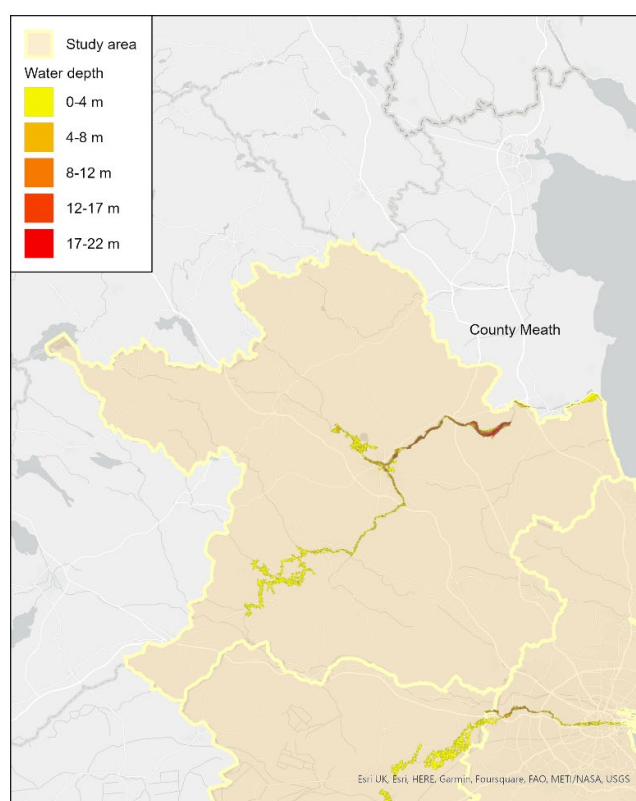 Study area
Water depth
0-4 m
4-8 m
8-12 m
12-17 m
17-22 m
County Meath
Esri UK, Esri, HERE, Garmin, Foursquare, FAO, METI/NASA, USGS